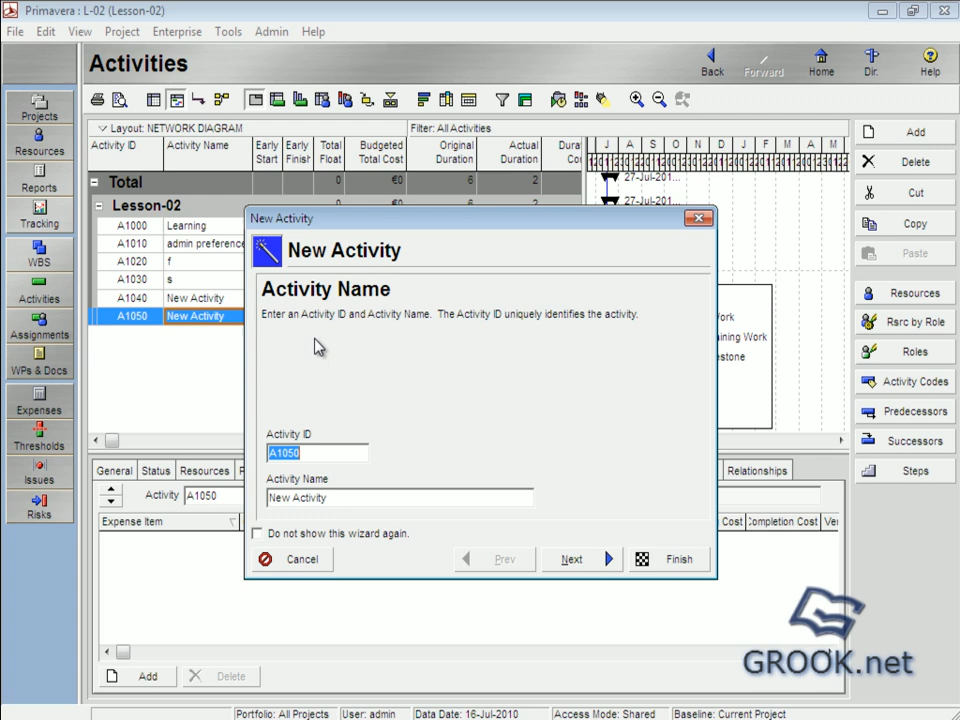 Primavera : L-02 (Lesson-02)
File Edit View Project Enterprise Tools Admin Help
Activities
Back Forward Home Dir. Help
Projects
Resources
Reports
Tracking
WBS
Activities
Assignments
WPs & Docs
Expenses
Thresholds
Issues
Risks
Layout: NETWORK DIAGRAM Filter: All Activities
Activity ID Activity Name Early Start Early Finish Total Float Budgeted Total Cost Original Duration Actual Duration
J A S O N D J F M A M
Total 0 €0 6 2 27-Jul-201...
Lesson-02 27-Jul-201...
A1000 Learning
A1010 admin preference
A1020 f
A1030 s
A1040 New Activity
A1050 New Activity
New Activity
New Activity
Activity Name
Enter an Activity ID and Activity Name. The Activity ID uniquely identifies the activity.
Activity ID
A1050
Activity Name
New Activity
Do not show this wizard again.
Cancel Prev Next Finish
Add
Delete
Cut
Copy
Paste
Resources
Rsrc by Role
Roles
Activity Codes
Predecessors
Successors
Steps
General Status Resources Relationships
Activity A1050
Expense Item Cost Completion Cost
Add Delete
GROOK.net
Portfolio: All Projects User: admin Data Date: 16-Jul-2010 Access Mode: Shared Baseline: Current Project